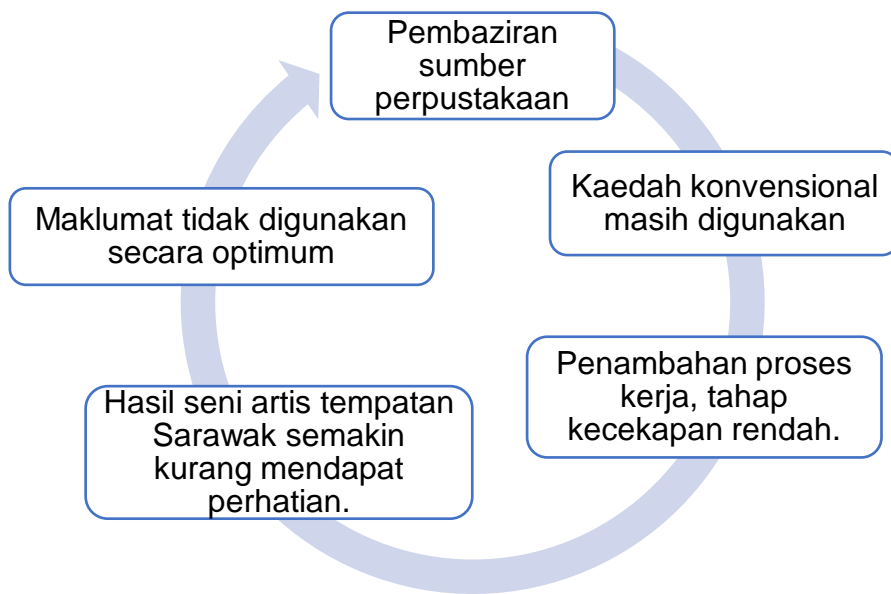 Pembaziran
sumber
perpustakaan
Kaedah konvensional
masih digunakan
Penambahan proses
kerja, tahap
kecekapan rendah.
Hasil seni artis tempatan
Sarawak semakin
kurang mendapat
perhatian.
Maklumat tidak digunakan
secara optimum